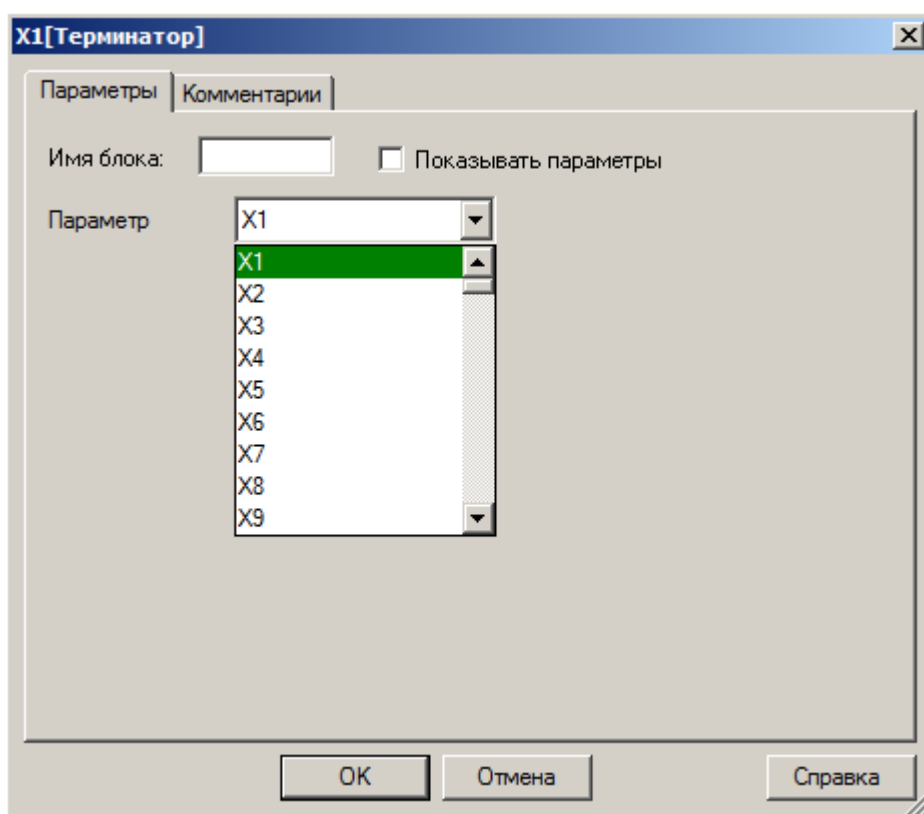 X1[Терминатор]
Параметры Комментарии
Имя блока: Показывать параметры
Параметр X1
X1
X2
X3
X4
X5
X6
X7
X8
X9
OK Отмена Справка